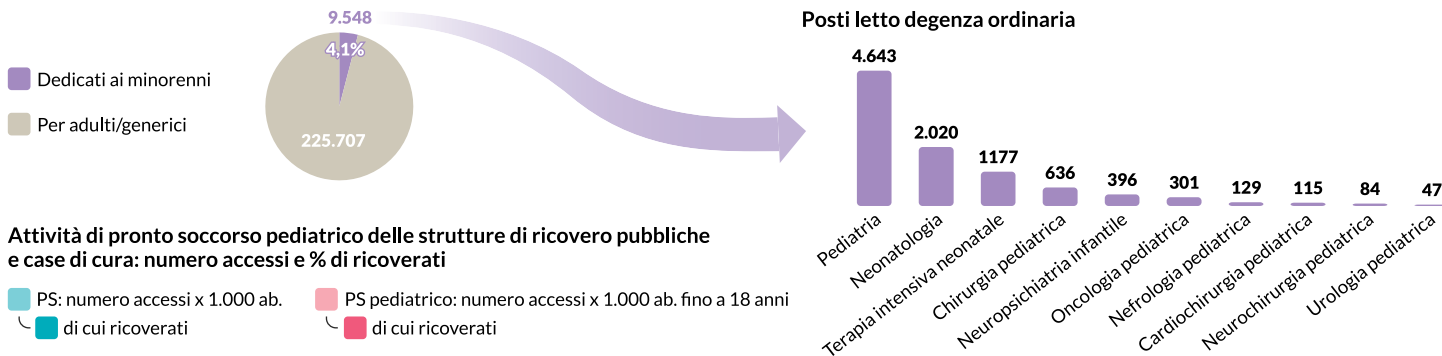 9.548
4,1%
Dedicati ai minorenni
Per adulti/generici
225.707
Posti letto degenza ordinaria
4.643
2.020
1177
636
396
301
129
115
84
47
Pediatria
Neonatologia
Terapia intensiva neonatale
Chirurgia pediatrica
Neuropsichiatria infantile
Oncologia pediatrica
Nefrologia pediatrica
Cardiochirurgia pediatrica
Neurochirurgia pediatrica
Urologia pediatrica
Attività di pronto soccorso pediatrico delle strutture di ricovero pubbliche
e case di cura: numero accessi e % di ricoverati
PS: numero accessi x 1.000 ab.
di cui ricoverati
PS pediatrico: numero accessi x 1.000 ab. fino a 18 anni
di cui ricoverati